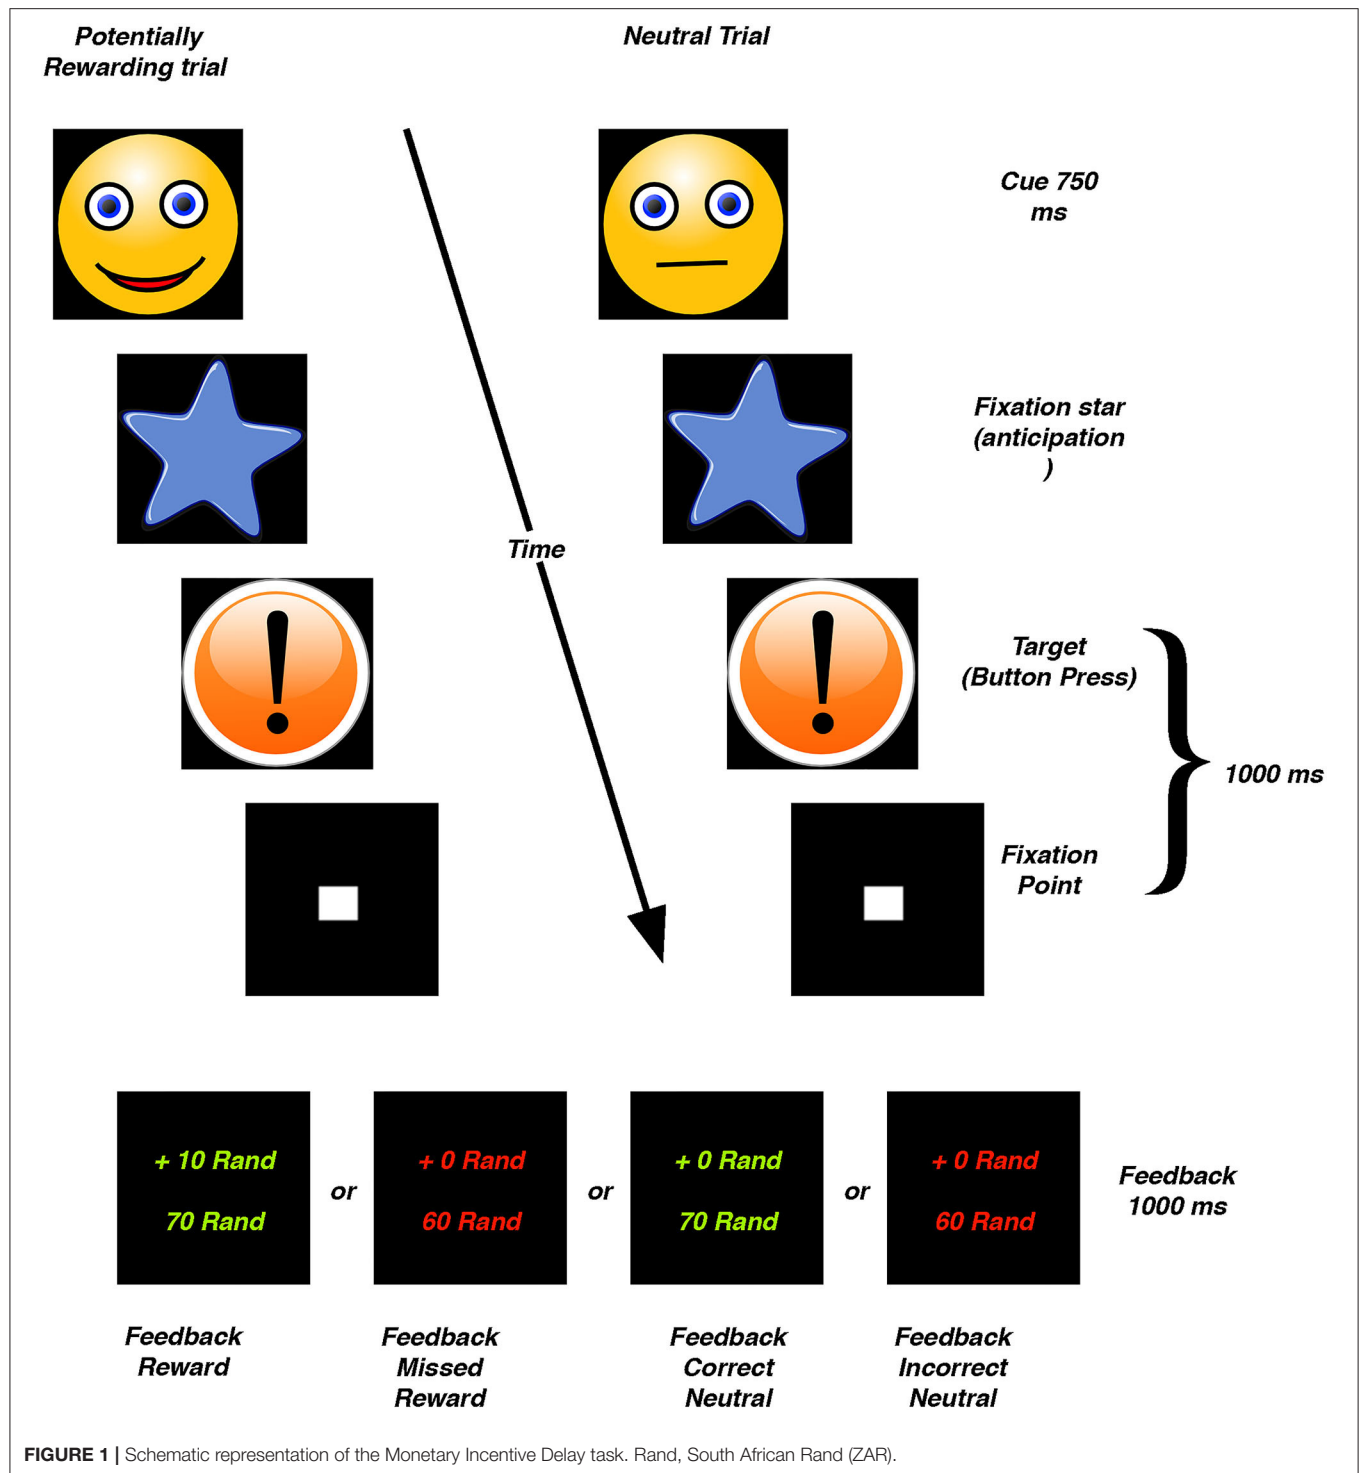 Potentially
Rewarding trial
Neutral Trial
Cue 750
ms
Fixation star
(anticipation
)
Time
Target
(Button Press)
1000 ms
Fixation
Point
+ 10 Rand
70 Rand
or
+ 0 Rand
60 Rand
or
+ 0 Rand
70 Rand
or
+ 0 Rand
60 Rand
Feedback
1000 ms
Feedback
Reward
Feedback
Missed
Reward
Feedback
Correct
Neutral
Feedback
Incorrect
Neutral
FIGURE 1 | Schematic representation of the Monetary Incentive Delay task. Rand, South African Rand (ZAR).